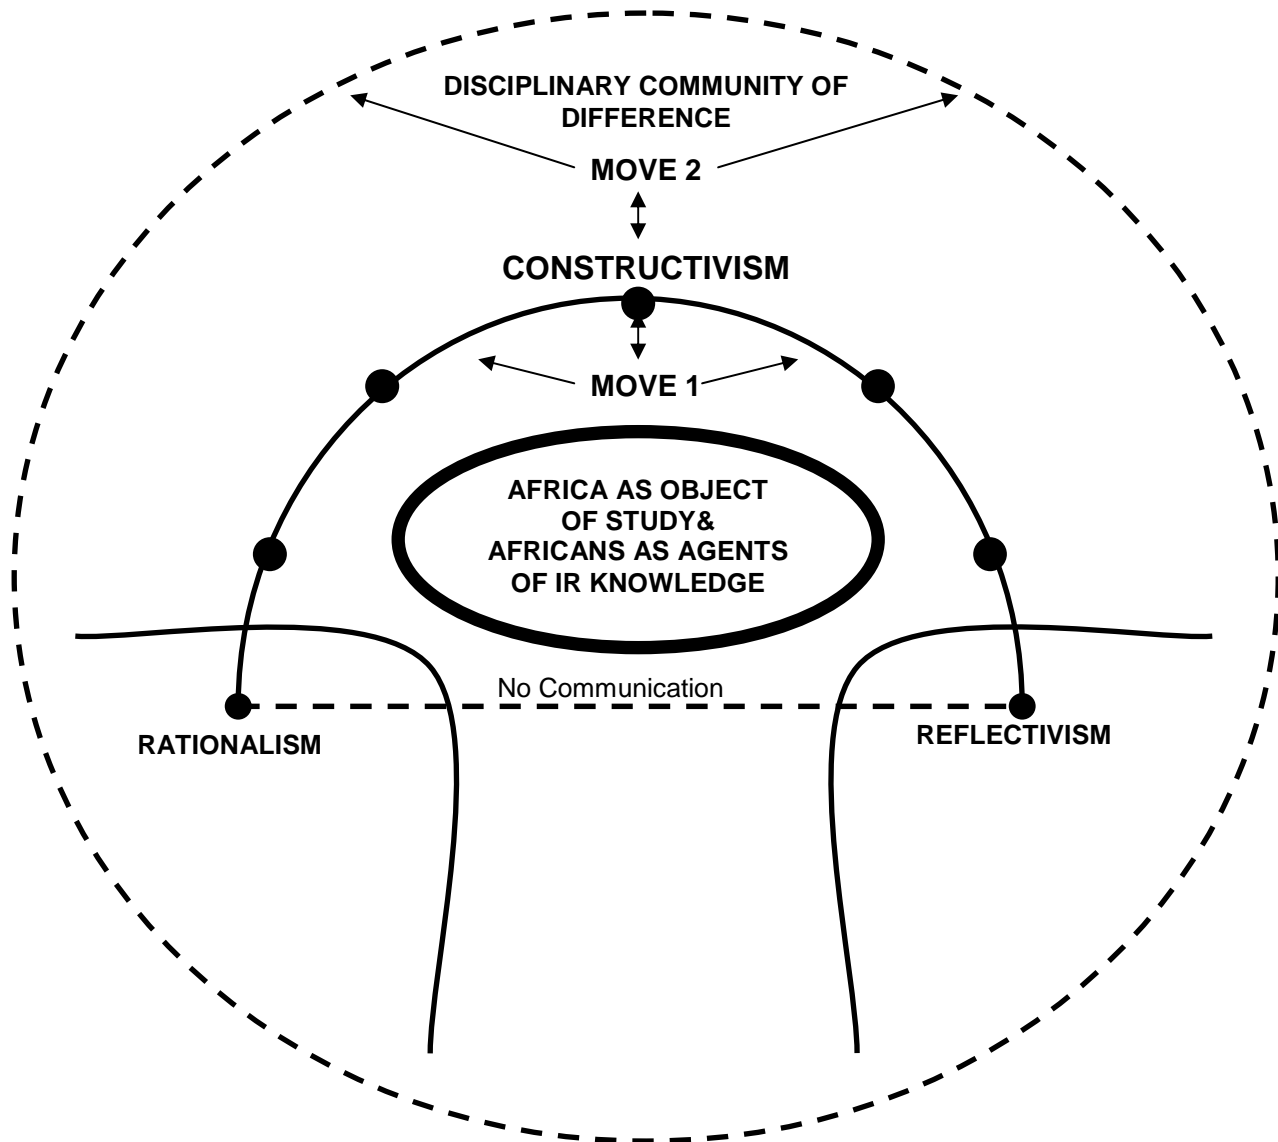 DISCIPLINARY COMMUNITY OF
DIFFERENCE
MOVE 2
CONSTRUCTIVISM
MOVE 1
AFRICA AS OBJECT
OF STUDY&
AFRICANS AS AGENTS
OF IR KNOWLEDGE
No Communication
RATIONALISM
REFLECTIVISM